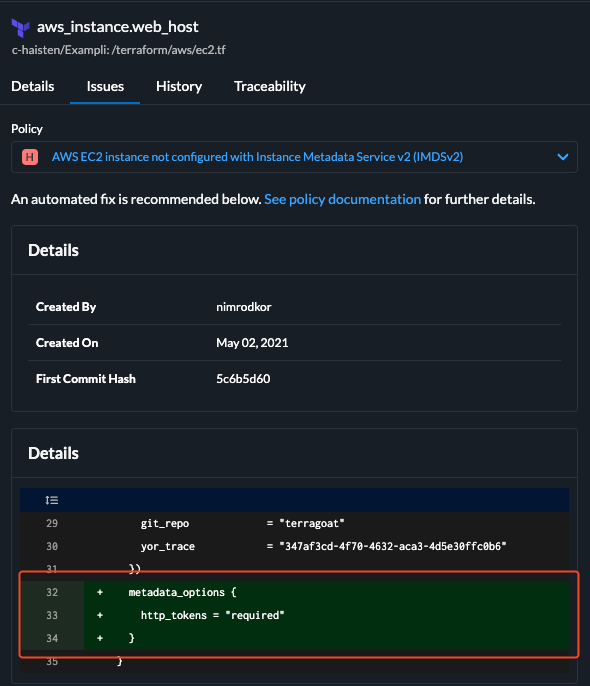 aws_instance.web_host
c-haisten/Exampli: /terraform/aws/ec2.tf
Details Issues History Traceability
Policy
H AWS EC2 instance not configured with Instance Metadata Service v2 (IMDSv2)
An automated fix is recommended below. See policy documentation for further details.
Details
Created By nimrodkor
Created On May 02, 2021
First Commit Hash 5c6b5d60
Details
29 git_repo = "terragoat"
30 yor_trace = "347af3cd-4f70-4632-aca3-4d5e30ffc0b6"
31 })
32 + metadata_options {
33 + http_tokens = "required"
34 + }
35 }